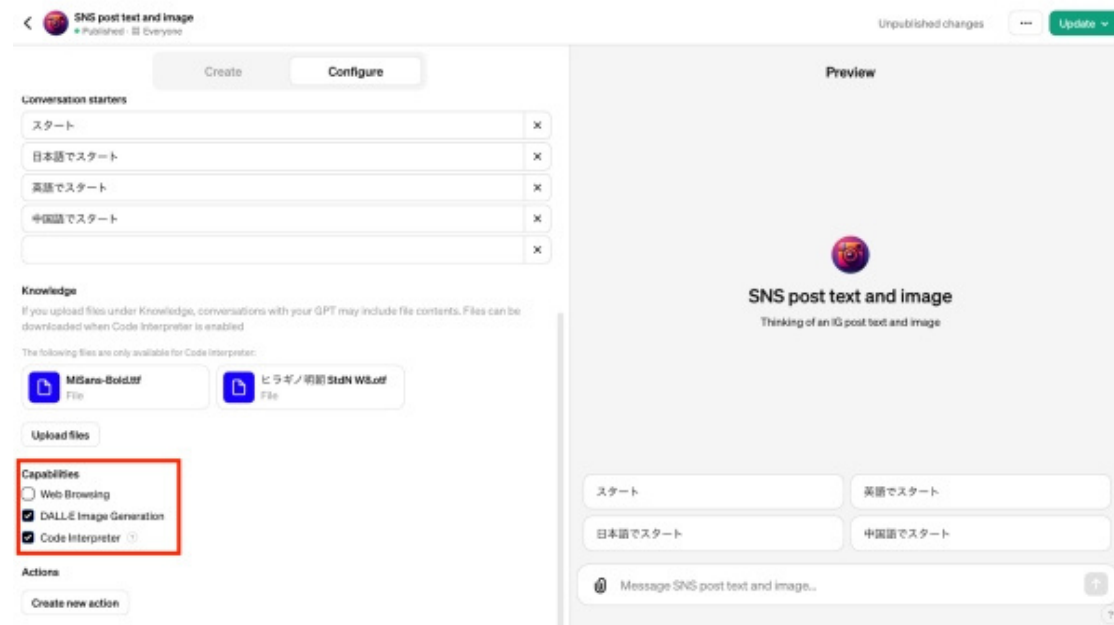 SNS post text and image
Published · Everyone
Unpublished changes
Update
Create
Configure
Preview
Conversation starters
スタート
日本語でスタート
英語でスタート
中国語でスタート
Knowledge
If you upload files under Knowledge, conversations with your GPT may include file contents. Files can be
downloaded when Code Interpreter is enabled
The following files are only available for Code Interpreter:
MiSans-Bold.ttf
File
ヒラギノ明朝 StdN W8.otf
File
Upload files
Capabilities
Web Browsing
DALL·E Image Generation
Code Interpreter ?
Actions
Create new action
SNS post text and image
Thinking of an IG post text and image
スタート
英語でスタート
日本語でスタート
中国語でスタート
Message SNS post text and image...
?